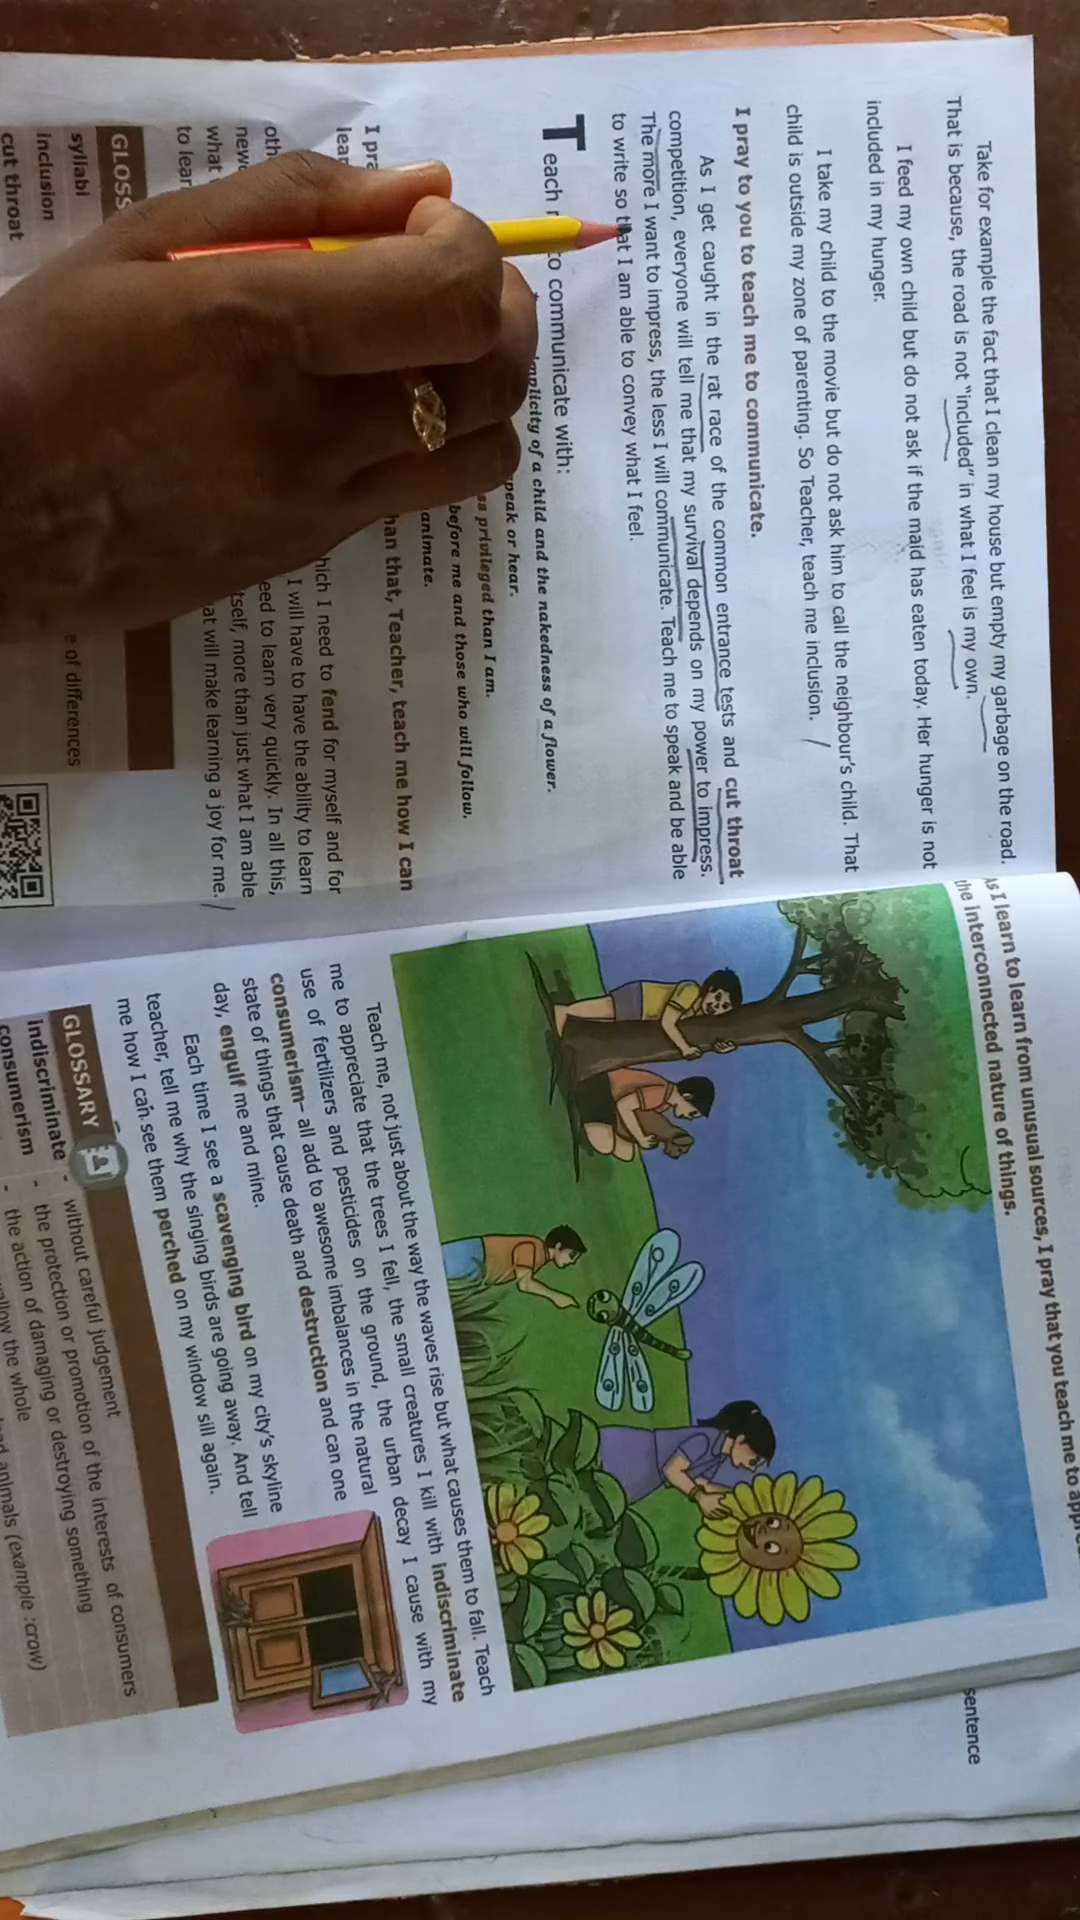 Take for example the fact that I clean my house but empty my garbage on the road.
That is because, the road is not "included" in what I feel is my own.
I feed my own child but do not ask if the maid has eaten today. Her hunger is not
included in my hunger.
I take my child to the movie but do not ask him to call the neighbour's child. That
child is outside my zone of parenting. So Teacher, teach me inclusion.
I pray to you to teach me to communicate.
As I get caught in the rat race of the common entrance tests and cut throat
competition, everyone will tell me that my survival depends on my power to impress.
The more I want to impress, the less I will communicate. Teach me to speak and be able
to write so that I am able to convey what I feel.
Teach to communicate with:
of a child and the nakedness of a flower.
speak or hear.
privileged than I am.
before me and those who will follow.
animate.
I that, Teacher, teach me how I can
which I need to fend for myself and for
I will have to have the ability to learn
to learn very quickly. In all this,
what itself, more than just what I am able
to that will make learning a joy for me.
syllabi
inclusion of differences
cut throat
As I learn to learn from unusual sources, I pray that you teach me to
the interconnected nature of things.
sentence
Teach me, not just about the way the waves rise but what causes them to fall. Teach
me to appreciate that the trees I fell, the small creatures I kill with indiscriminate
use of fertilizers and pesticides on the ground, the urban decay I cause with my
consumerism– all add to awesome imbalances in the natural
state of things that cause death and destruction and can one
day, engulf me and mine.
Each time I see a scavenging bird on my city's skyline
teacher, tell me why the singing birds are going away. And tell
me how I can see them perched on my window sill again.
GLOSSARY
indiscriminate - without careful judgement
consumerism - the protection or promotion of the interests of consumers
- the action of damaging or destroying something
the whole
animals (example :crow)